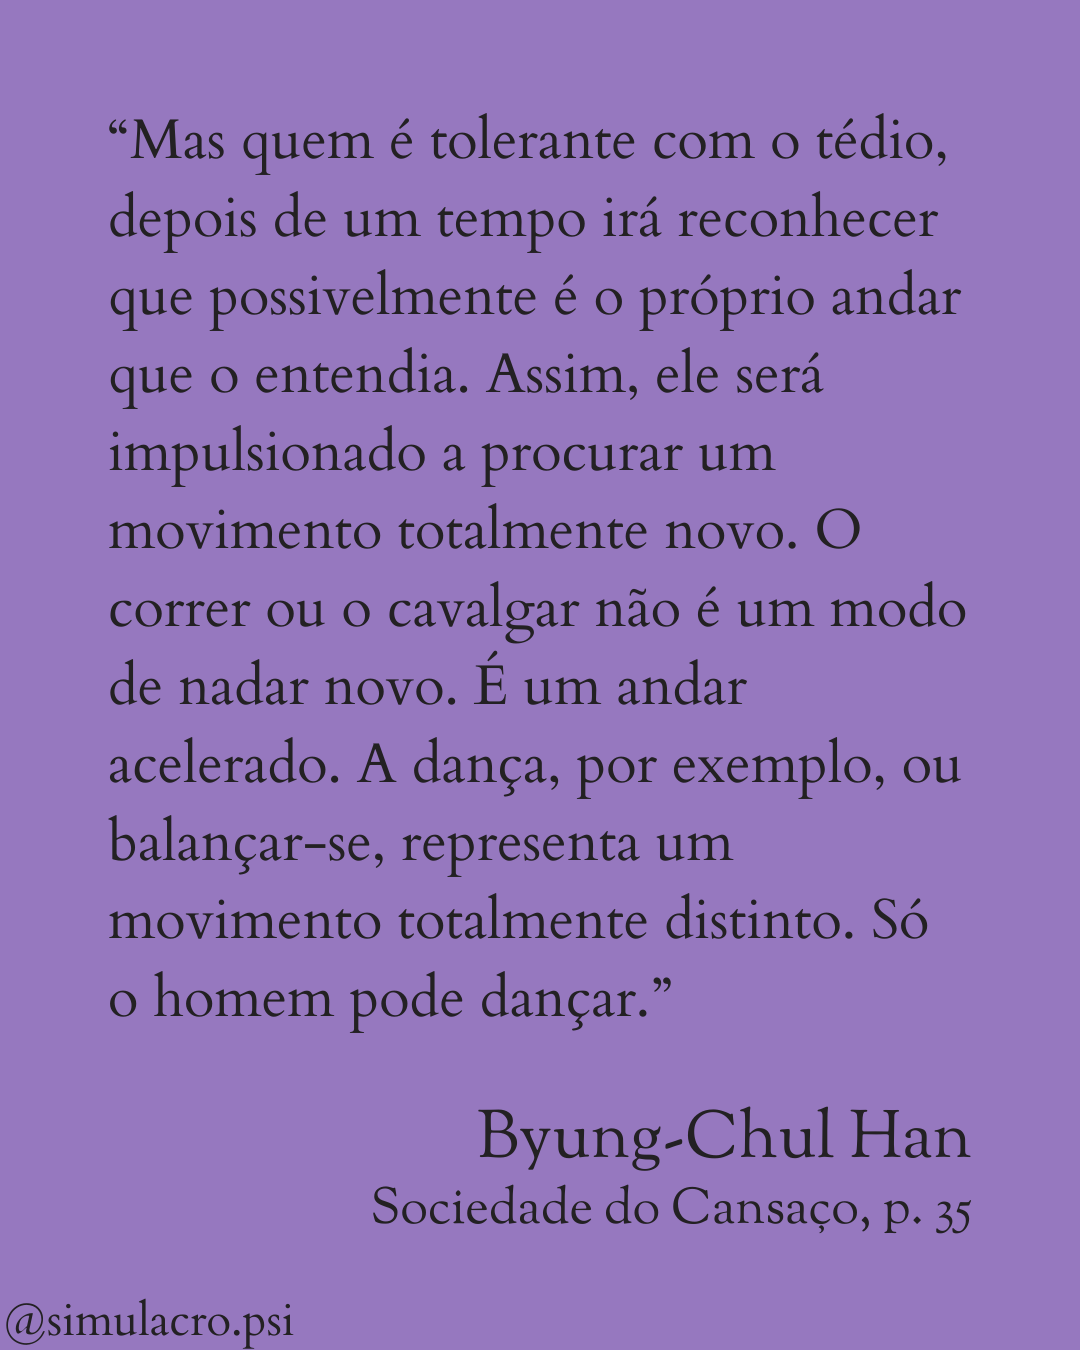 “Mas quem é tolerante com o tédio,
depois de um tempo irá reconhecer
que possivelmente é o próprio andar
que o entendia. Assim, ele será
impulsionado a procurar um
movimento totalmente novo. O
correr ou o cavalgar não é um modo
de nadar novo. É um andar
acelerado. A dança, por exemplo, ou
balançar-se, representa um
movimento totalmente distinto. Só
o homem pode dançar.”
Byung-Chul Han
Sociedade do Cansaço, p. 35
@simulacro.psi